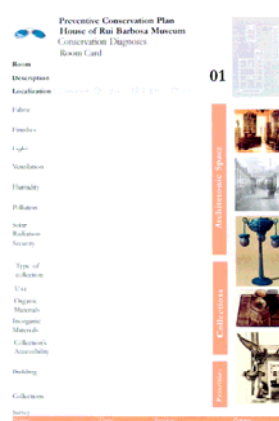 Preventive Conservation Plan
House of Rui Barbosa Museum
Conservation Diagnoses
Room Card
Room
Description
01
Localization
Fabric
Finishes
Light
Ventilation
Humidity
Pollution
Solar
Radiation
Security
Architectonic Space
Type of
collection
Use
Organic
Materials
Inorganic
Materials
Collection's
Accessibility
Collections
Building
Collections